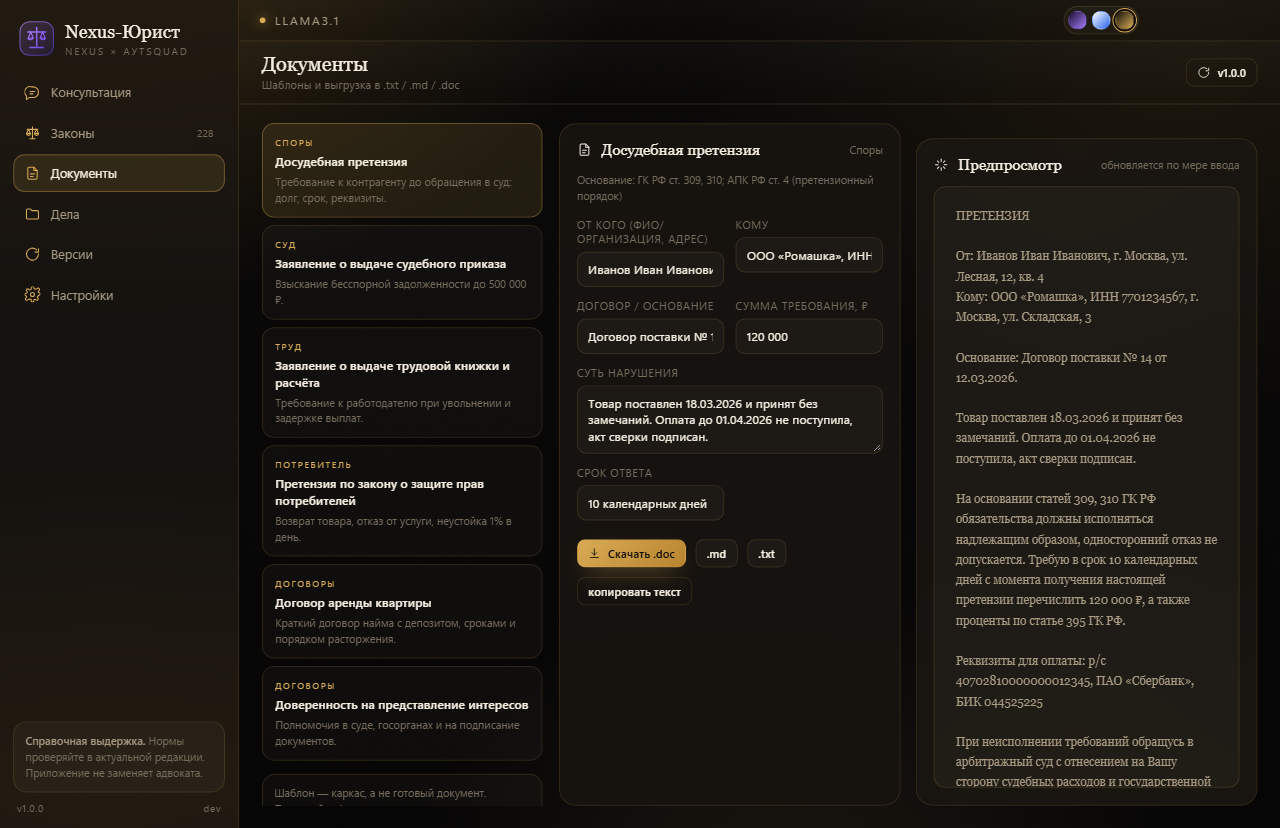 Nexus-Юрист
NEXUS × АУТSQUAD
Консультация
Законы 228
Документы
Дела
Версии
Настройки
Справочная выдержка. Нормы
проверяйте в актуальной редакции.
Приложение не заменяет адвоката.
v1.0.0 dev
LLAMA3.1
Документы
Шаблоны и выгрузка в .txt / .md / .doc
v1.0.0
СПОРЫ
Досудебная претензия
Требование к контрагенту до обращения в суд:
долг, срок, реквизиты.
СУД
Заявление о выдаче судебного приказа
Взыскание бесспорной задолженности до 500 000
₽.
ТРУД
Заявление о выдаче трудовой книжки и
расчёта
Требование к работодателю при увольнении и
задержке выплат.
ПОТРЕБИТЕЛЬ
Претензия по закону о защите прав
потребителей
Возврат товара, отказ от услуги, неустойка 1% в
день.
ДОГОВОРЫ
Договор аренды квартиры
Краткий договор найма с депозитом, сроками и
порядком расторжения.
ДОГОВОРЫ
Доверенность на представление интересов
Полномочия в суде, госорганах и на подписание
документов.
Шаблон — каркас, а не готовый документ.
Досудебная претензия Споры
Основание: ГК РФ ст. 309, 310; АПК РФ ст. 4 (претензионный
порядок)
ОТ КОГО (ФИО/
ОРГАНИЗАЦИЯ, АДРЕС)
Иванов Иван Иванови
КОМУ
ООО «Ромашка», ИНН
ДОГОВОР / ОСНОВАНИЕ
Договор поставки № 1
СУММА ТРЕБОВАНИЯ, ₽
120 000
СУТЬ НАРУШЕНИЯ
Товар поставлен 18.03.2026 и принят без
замечаний. Оплата до 01.04.2026 не поступила,
акт сверки подписан.
СРОК ОТВЕТА
10 календарных дней
Скачать .doc .md .txt
копировать текст
Предпросмотр обновляется по мере ввода
ПРЕТЕНЗИЯ
От: Иванов Иван Иванович, г. Москва, ул.
Лесная, 12, кв. 4
Кому: ООО «Ромашка», ИНН 7701234567, г.
Москва, ул. Складская, 3
Основание: Договор поставки № 14 от
12.03.2026.
Товар поставлен 18.03.2026 и принят без
замечаний. Оплата до 01.04.2026 не
поступила, акт сверки подписан.
На основании статей 309, 310 ГК РФ
обязательства должны исполняться
надлежащим образом, односторонний отказ не
допускается. Требую в срок 10 календарных
дней с момента получения настоящей
претензии перечислить 120 000 ₽, а также
проценты по статье 395 ГК РФ.
Реквизиты для оплаты: р/с
40702810000000012345, ПАО «Сбербанк»,
БИК 044525225
При неисполнении требований обращусь в
арбитражный суд с отнесением на Вашу
сторону судебных расходов и государственной